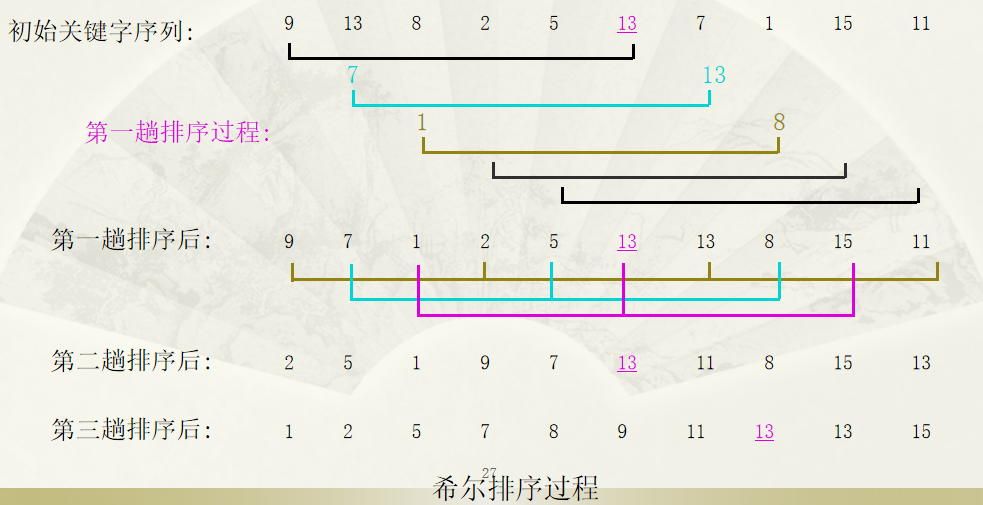 初始关键字序列: 9 13 8 2 5 13 7 1 15 11
7 13
第一趟排序过程: 1 8
第一趟排序后: 9 7 1 2 5 13 13 8 15 11
第二趟排序后: 2 5 1 9 7 13 11 8 15 13
第三趟排序后: 1 2 5 7 8 9 11 13 13 15
27
希尔排序过程